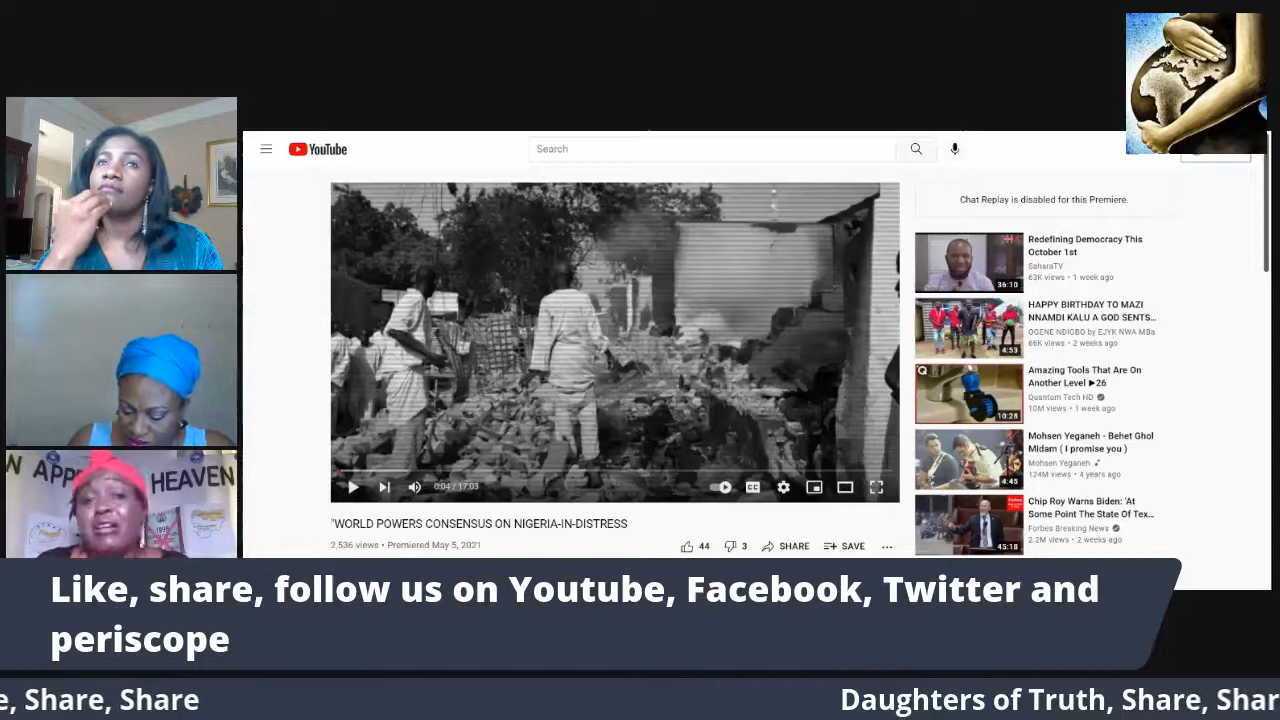 YouTube
Search
Chat Replay is disabled for this Premiere.
Redefining Democracy This
October 1st
SaharaTV
63K views • 1 week ago
36:10
HAPPY BIRTHDAY TO MAZI
NNAMDI KALU A GOD SENTS...
OGENE NDIOBO by EJYK NWA MBa
66K views • 2 weeks ago
4:53
Amazing Tools That Are On
Another Level ▶26
Quantum Tech HD
10M views • 1 week ago
10:28
Mohsen Yeganeh - Behet Ghol
Midam ( I promise you )
Mohsen Yeganeh
124M views • 4 years ago
4:45
Chip Roy Warns Biden: 'At
Some Point The State Of Tex...
Forbes Breaking News
2.2M views • 2 weeks ago
45:18
0:04 / 17:03
CC
"WORLD POWERS CONSENSUS ON NIGERIA-IN-DISTRESS
2,536 views • Premiered May 5, 2021
44
3
SHARE
SAVE
N APPE HEAVEN
Like, share, follow us on Youtube, Facebook, Twitter and
periscope
e, Share, Share
Daughters of Truth, Share, Shar